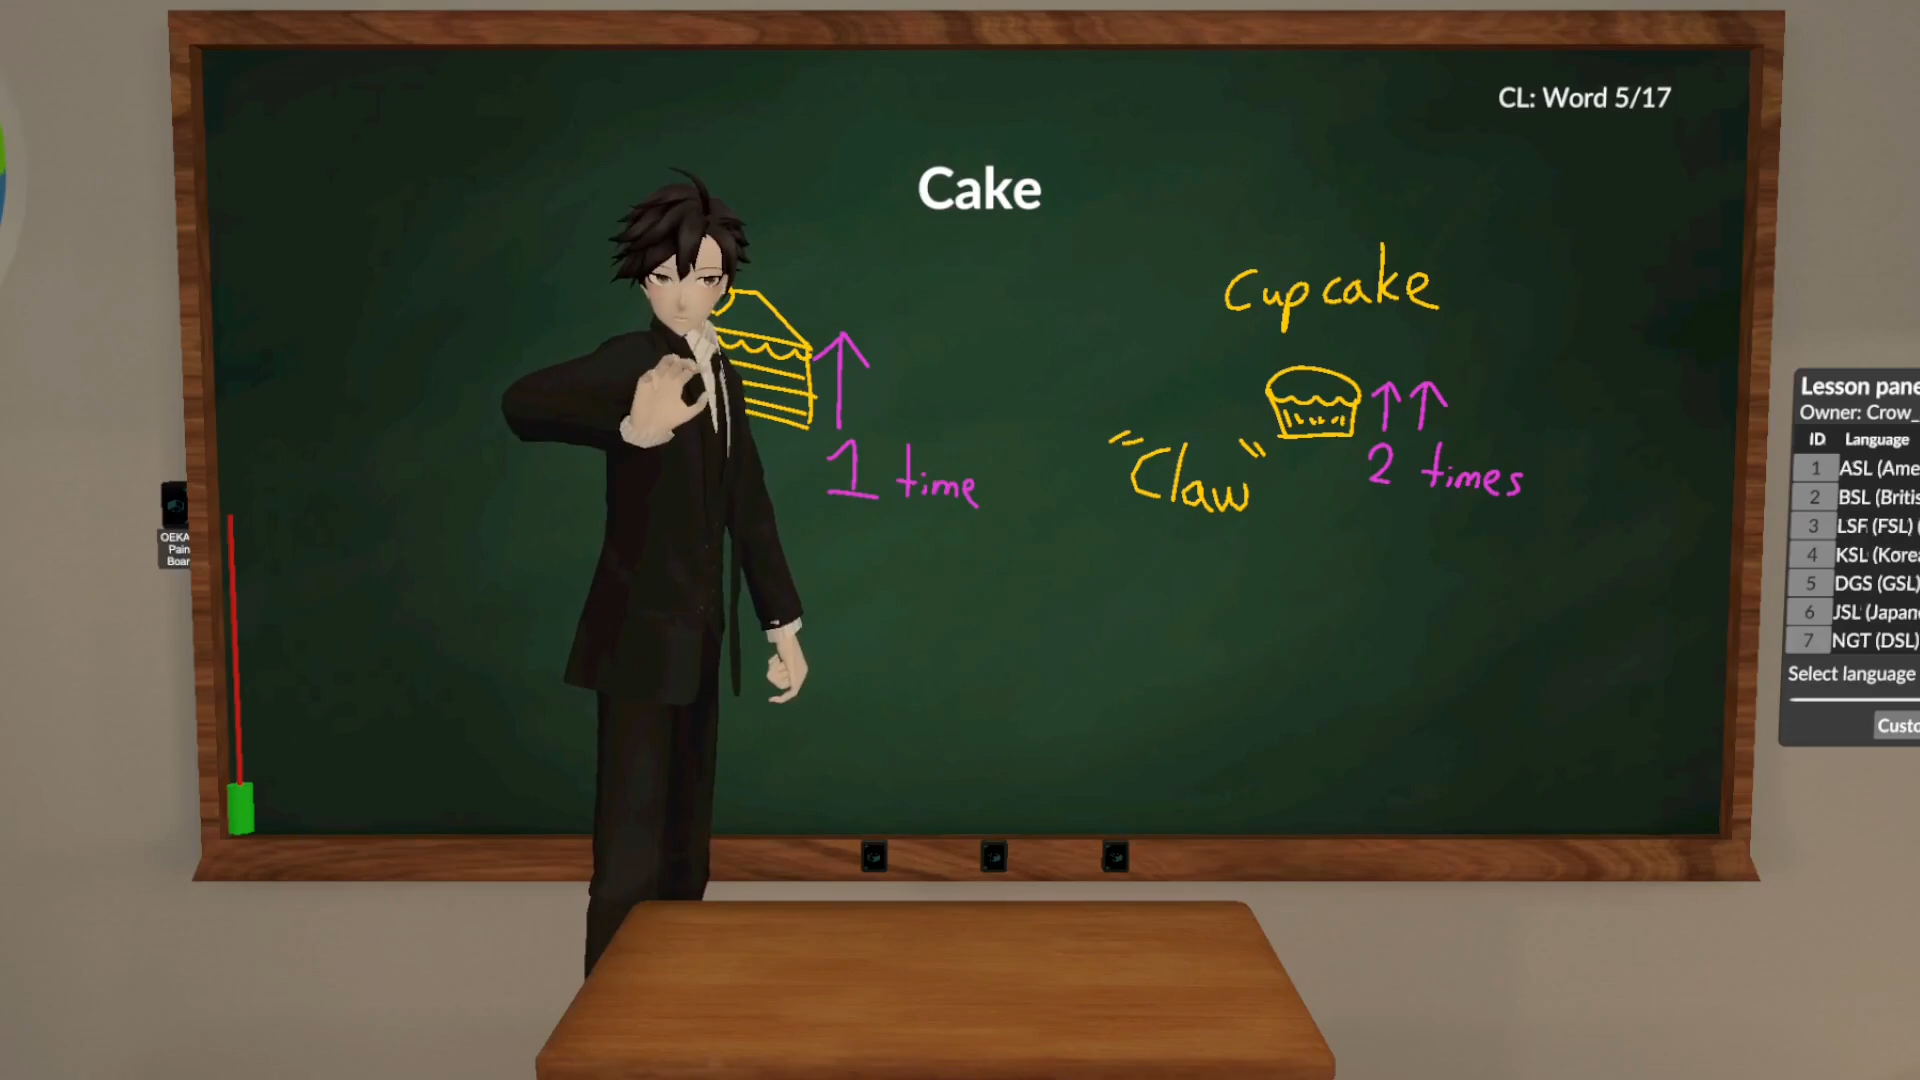 CL: Word 5/17
Cake
Cupcake
1 time
"Claw"
2 times
OEKA
Pain
Boar
Lesson pane
Owner: Crow_
ID Language
1 ASL (Ame
2 BSL (Britis
3 LSF (FSL) (
4 KSL (Korea
5 DGS (GSL)
6 JSL (Japan
7 NGT (DSL)
Select language
Custo